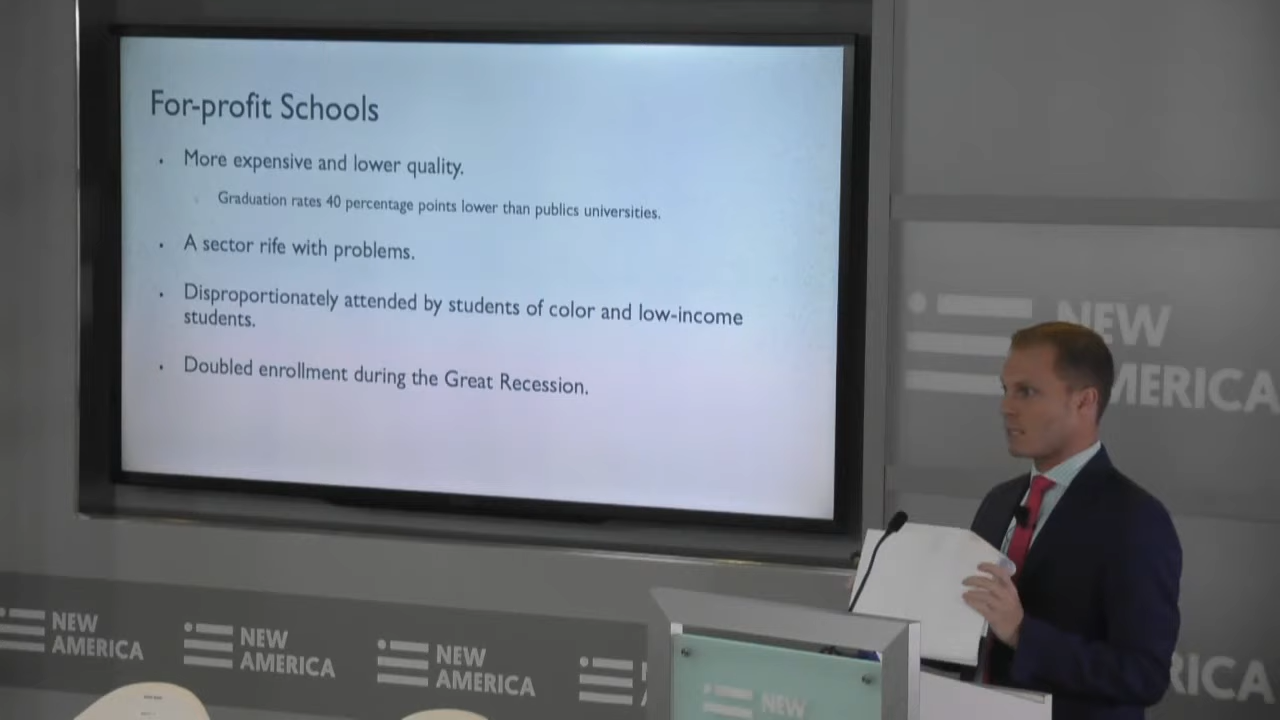 For-profit Schools
• More expensive and lower quality.
Graduation rates 40 percentage points lower than publics universities.
• A sector rife with problems.
• Disproportionately attended by students of color and low-income
students.
• Doubled enrollment during the Great Recession.
NEW
MERICA
NEW
AMERICA
NEW
AMERICA
NEW
AMERICA
RICA
NEW